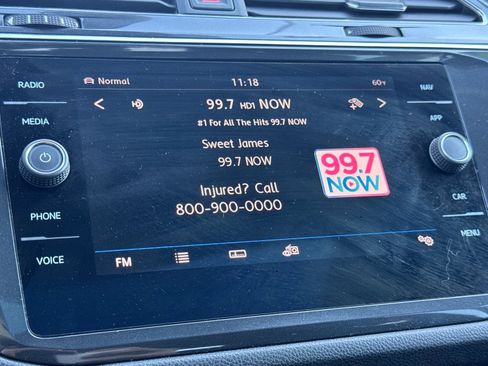 RADIO
MEDIA
PHONE
VOICE
Normal 11:18 60°F
99.7 HD1 NOW
#1 For All The Hits 99.7 NOW
Sweet James
99.7 NOW
Injured? Call
800-900-0000
99.7
NOW
FM
NAV
APP
CAR
MENU